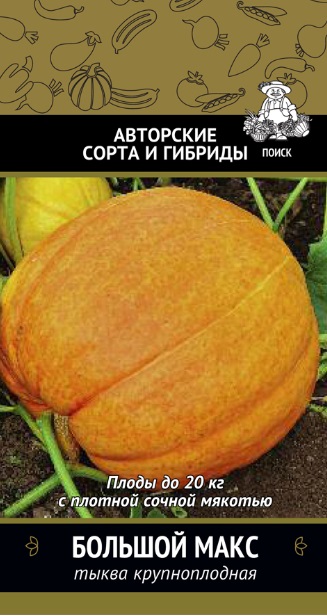 АВТОРСКИЕ
СОРТА И ГИБРИДЫ
ПОИСК
Плоды до 20 кг
с плотной сочной мякотью
БОЛЬШОЙ МАКС
тыква крупноплодная